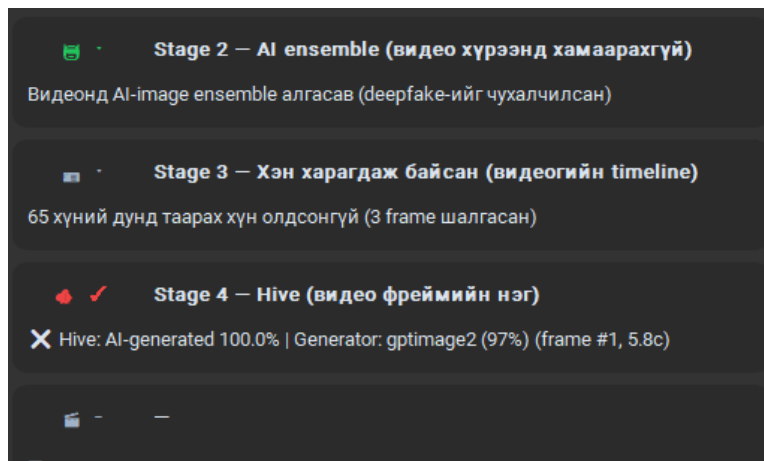 Stage 2 — AI ensemble (видео хүрээнд хамаарахгүй)
Видеонд AI-image ensemble алгасав (deepfake-ийг чухалчилсан)
Stage 3 — Хэн харагдаж байсан (видеогийн timeline)
65 хүний дунд таарах хүн олдсонгүй (3 frame шалгасан)
Stage 4 — Hive (видео фреймийн нэг)
❌ Hive: AI-generated 100.0% | Generator: gptimage2 (97%) (frame #1, 5.8с)
– —